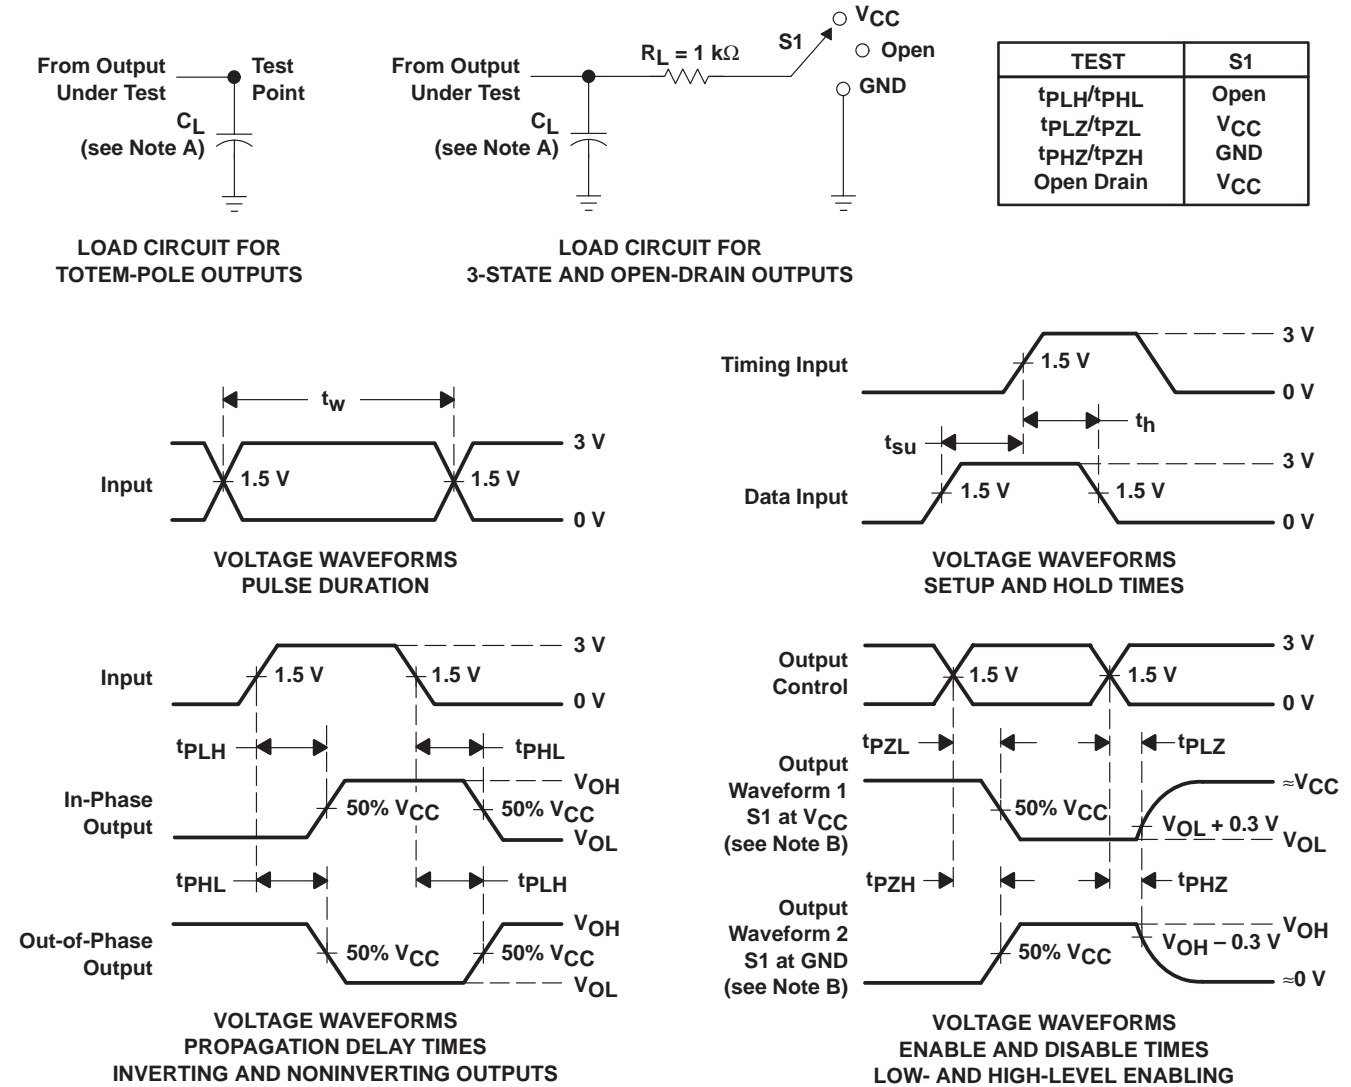 From Output
Under Test
Test
Point
CL
(see Note A)
LOAD CIRCUIT FOR
TOTEM-POLE OUTPUTS
From Output
Under Test
CL
(see Note A)
RL = 1 kΩ
S1
VCC
Open
GND
LOAD CIRCUIT FOR
3-STATE AND OPEN-DRAIN OUTPUTS
TEST S1
tPLH/tPHL Open
tPLZ/tPZL VCC
tPHZ/tPZH GND
Open Drain VCC
tw
Input
1.5 V
1.5 V
3 V
0 V
VOLTAGE WAVEFORMS
PULSE DURATION
Timing Input
1.5 V
3 V
0 V
th
tsu
Data Input
1.5 V
1.5 V
3 V
0 V
VOLTAGE WAVEFORMS
SETUP AND HOLD TIMES
Input
1.5 V
1.5 V
3 V
0 V
tPLH
tPHL
In-Phase
Output
50% VCC
50% VCC
VOH
VOL
tPHL
tPLH
Out-of-Phase
Output
50% VCC
50% VCC
VOH
VOL
VOLTAGE WAVEFORMS
PROPAGATION DELAY TIMES
INVERTING AND NONINVERTING OUTPUTS
Output
Control
1.5 V
1.5 V
3 V
0 V
tPZL
tPLZ
Output
Waveform 1
S1 at VCC
(see Note B)
50% VCC
≈VCC
VOL + 0.3 V
VOL
tPZH
tPHZ
Output
Waveform 2
S1 at GND
(see Note B)
50% VCC
VOH
VOH – 0.3 V
≈0 V
VOLTAGE WAVEFORMS
ENABLE AND DISABLE TIMES
LOW- AND HIGH-LEVEL ENABLING